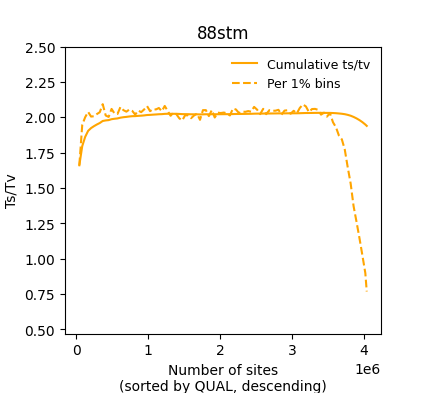 88stm
2.50
2.25
2.00
1.75
1.50
1.25
1.00
0.75
0.50
Ts/Tv
Cumulative ts/tv
Per 1% bins
0 1 2 3 4
1e6
Number of sites
(sorted by QUAL, descending)